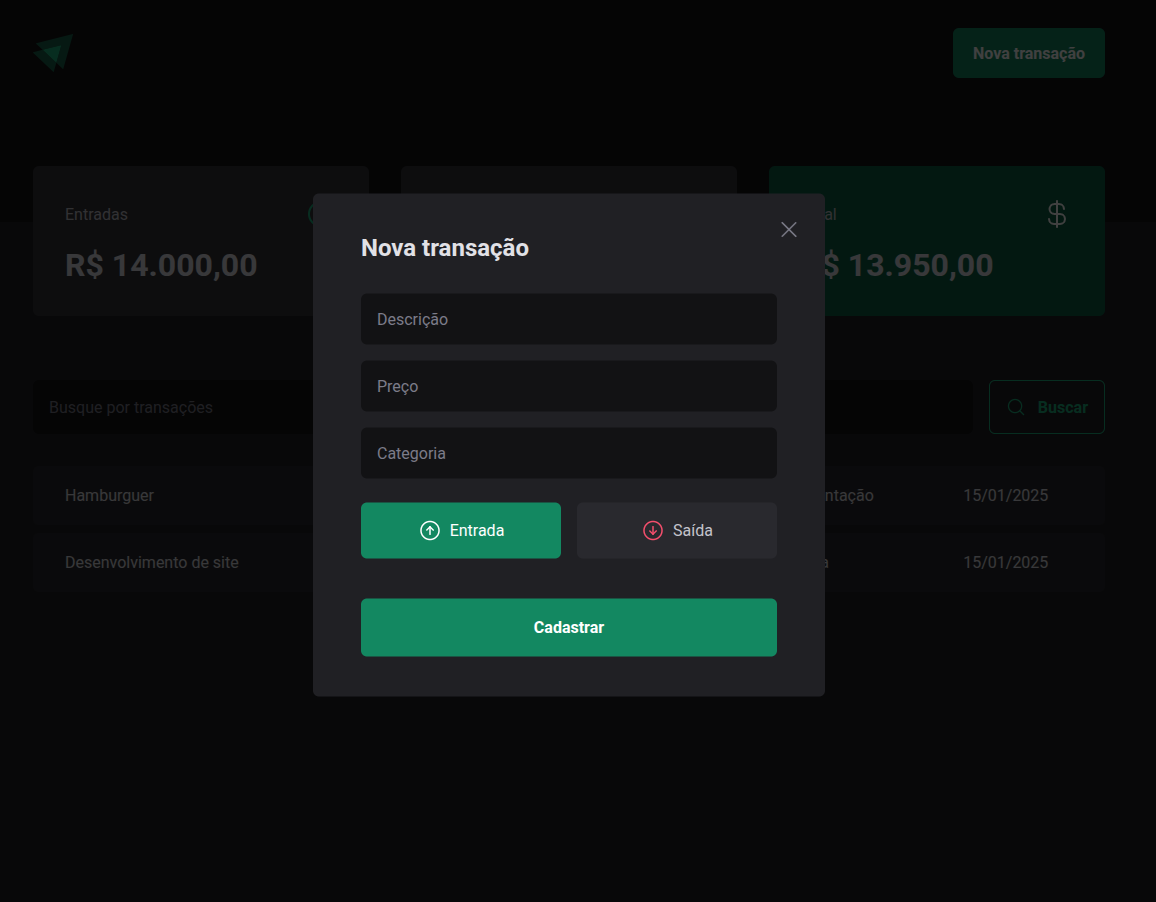 Nova transação
Entradas
al
R$ 14.000,00
$ 13.950,00
Nova transação
Descrição
Preço
Categoria
Entrada
Saída
Cadastrar
Busque por transações
Buscar
Hamburguer
ntação
15/01/2025
Desenvolvimento de site
a
15/01/2025